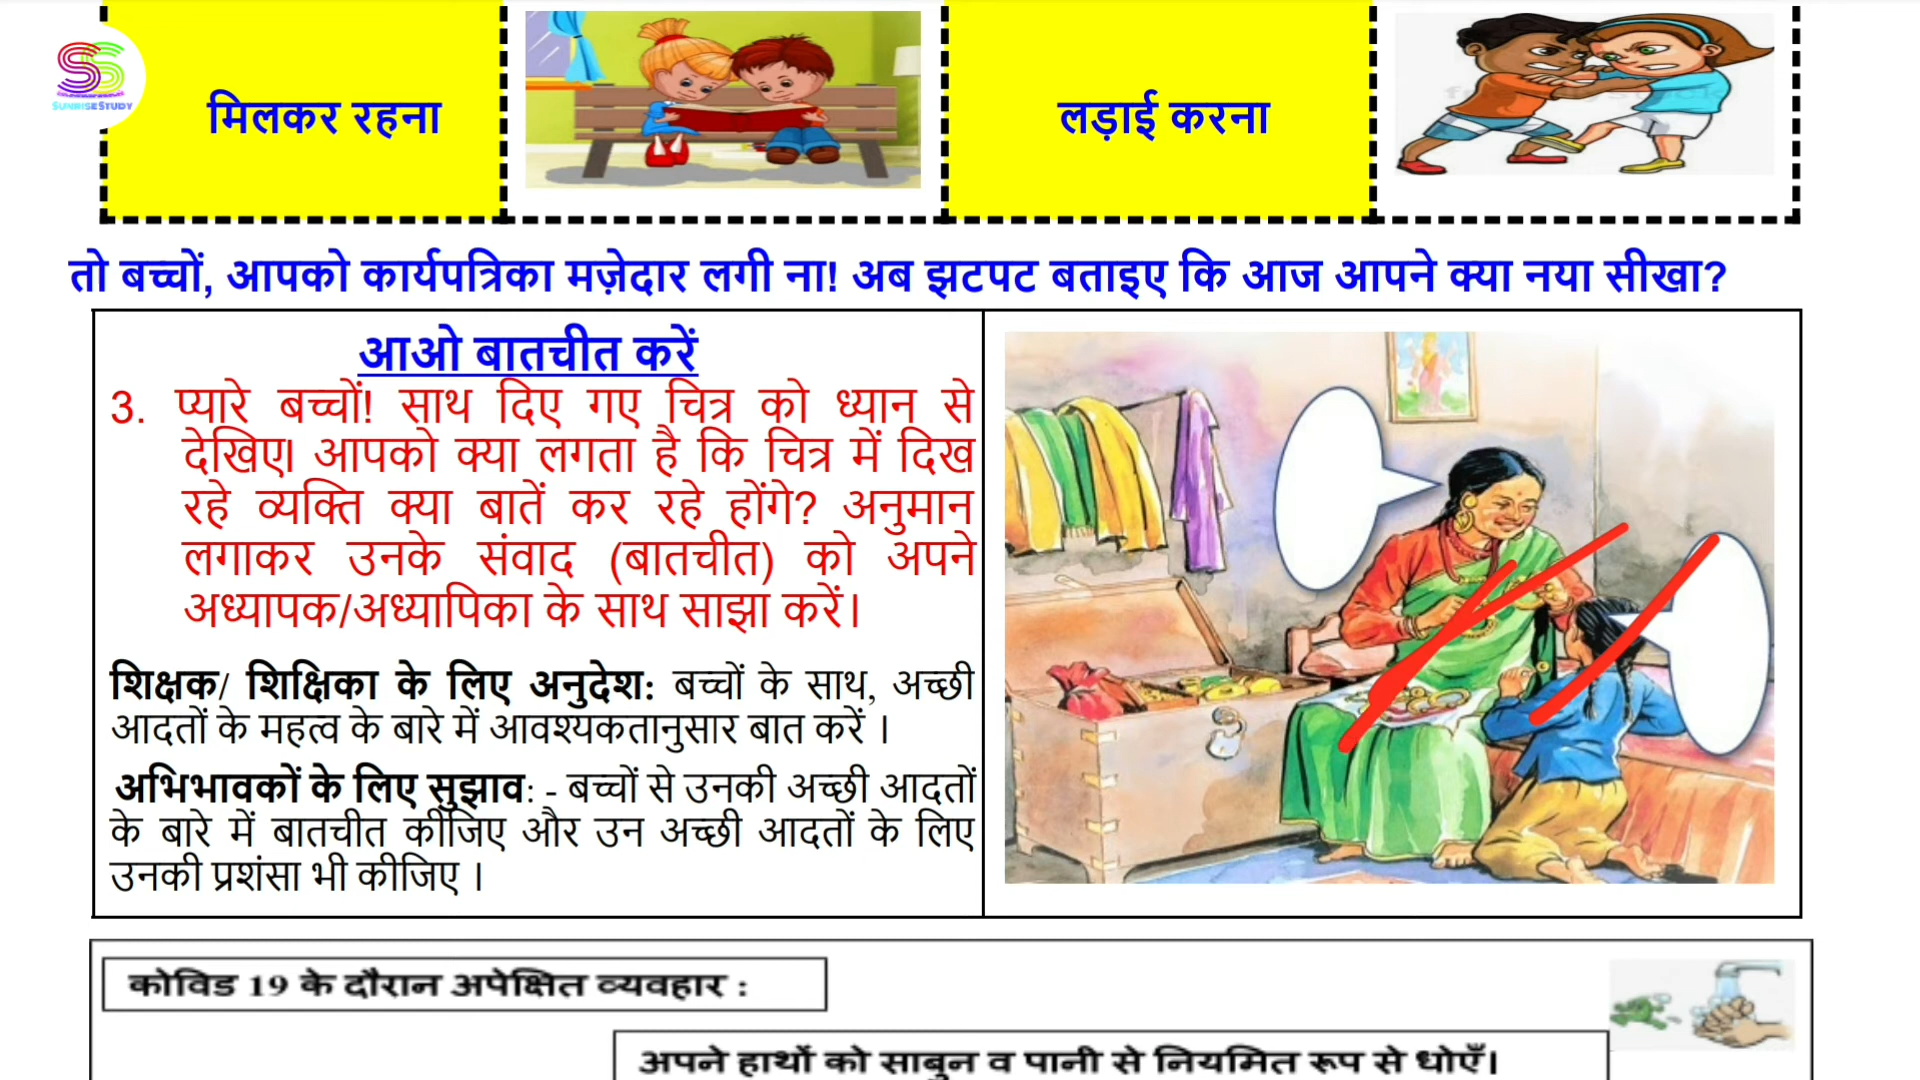 SS
SUNRISESTUDY
मिलकर रहना
लड़ाई करना
तो बच्चों, आपको कार्यपत्रिका मज़ेदार लगी ना! अब झटपट बताइए कि आज आपने क्या नया सीखा?
आओ बातचीत करें
3. प्यारे बच्चों! साथ दिए गए चित्र को ध्यान से
देखिए। आपको क्या लगता है कि चित्र में दिख
रहे व्यक्ति क्या बातें कर रहे होंगे? अनुमान
लगाकर उनके संवाद (बातचीत) को अपने
अध्यापक/अध्यापिका के साथ साझा करें।
शिक्षक/ शिक्षिका के लिए अनुदेश: बच्चों के साथ, अच्छी
आदतों के महत्व के बारे में आवश्यकतानुसार बात करें ।
अभिभावकों के लिए सुझाव: - बच्चों से उनकी अच्छी आदतों
के बारे में बातचीत कीजिए और उन अच्छी आदतों के लिए
उनकी प्रशंसा भी कीजिए ।
कोविड 19 के दौरान अपेक्षित व्यवहार :
अपने हाथों को साबुन व पानी से नियमित रूप से धोएँ।